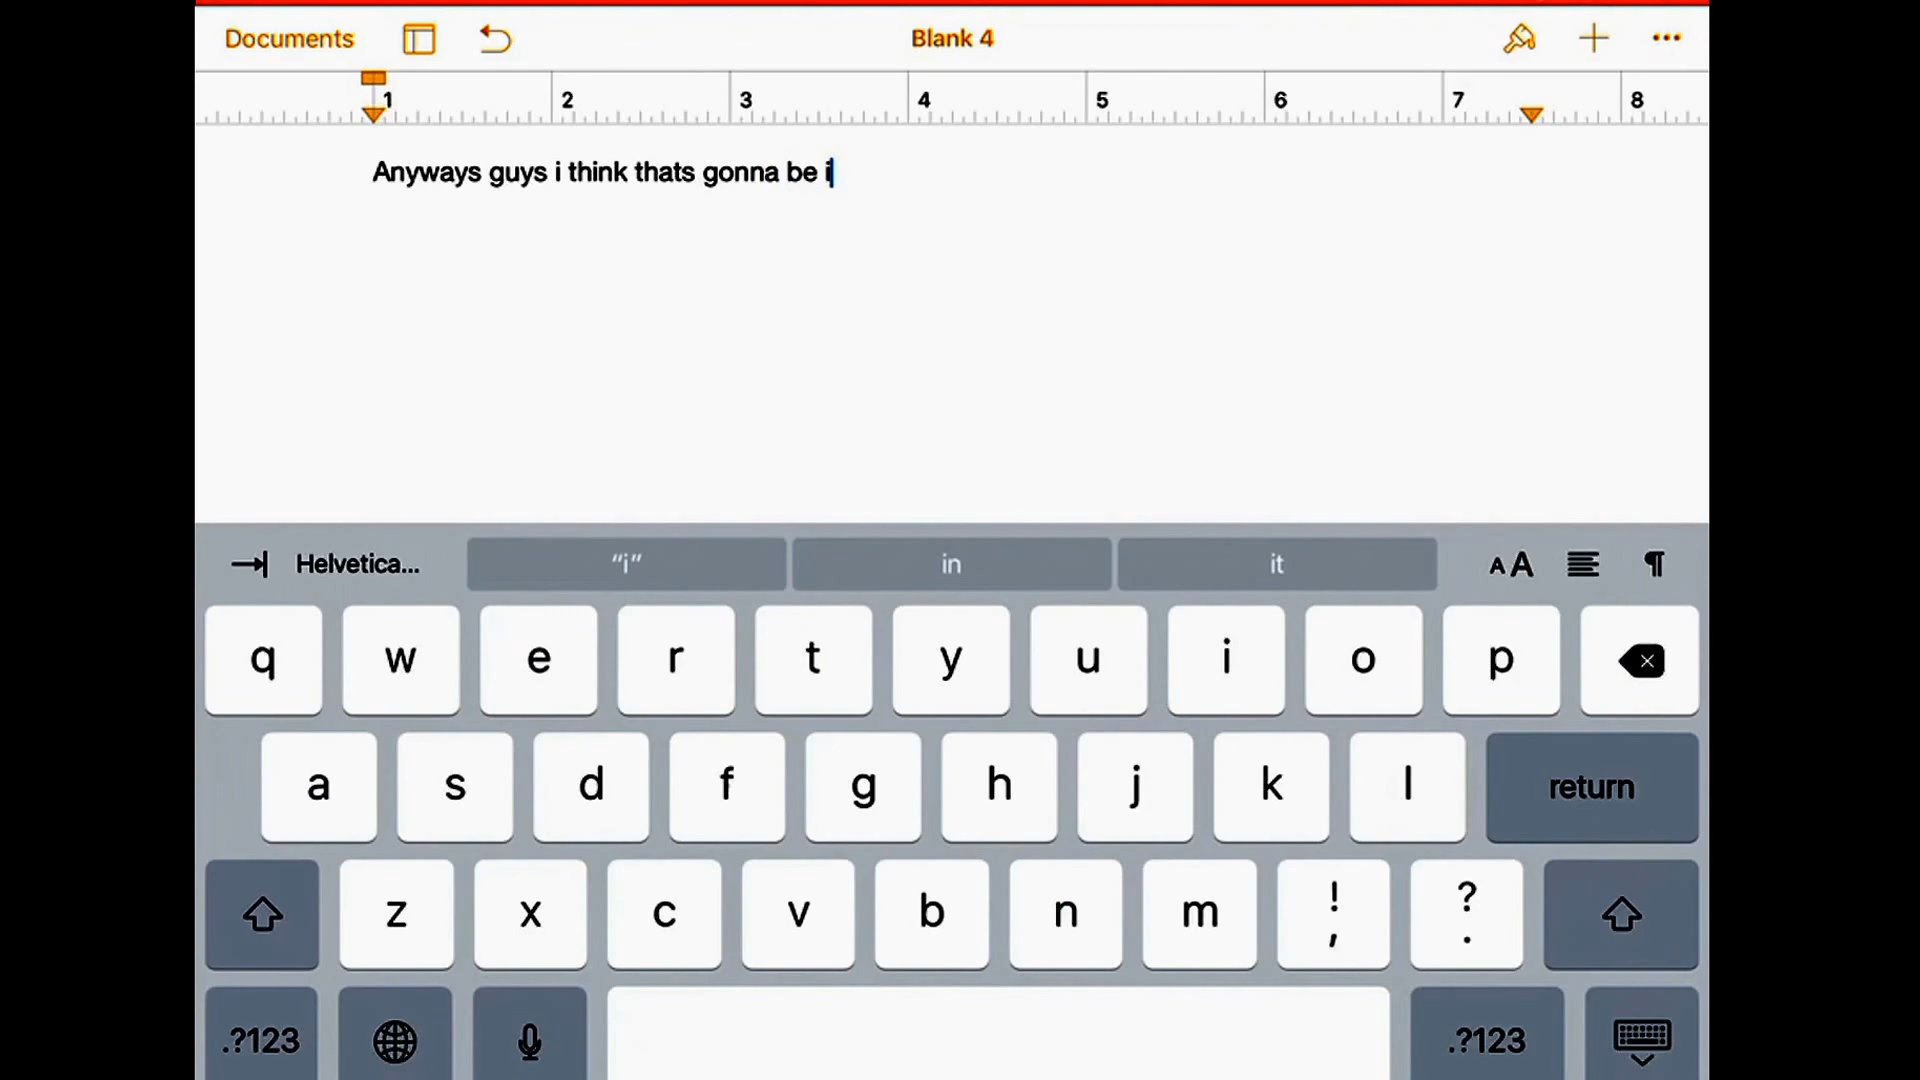 Documents Blank 4
1 2 3 4 5 6 7 8
Anyways guys i think thats gonna be i
Helvetica... “i” in it AA ¶
q w e r t y u i o p
a s d f g h j k l return
z x c v b n m ! , ? .
.?123 .?123